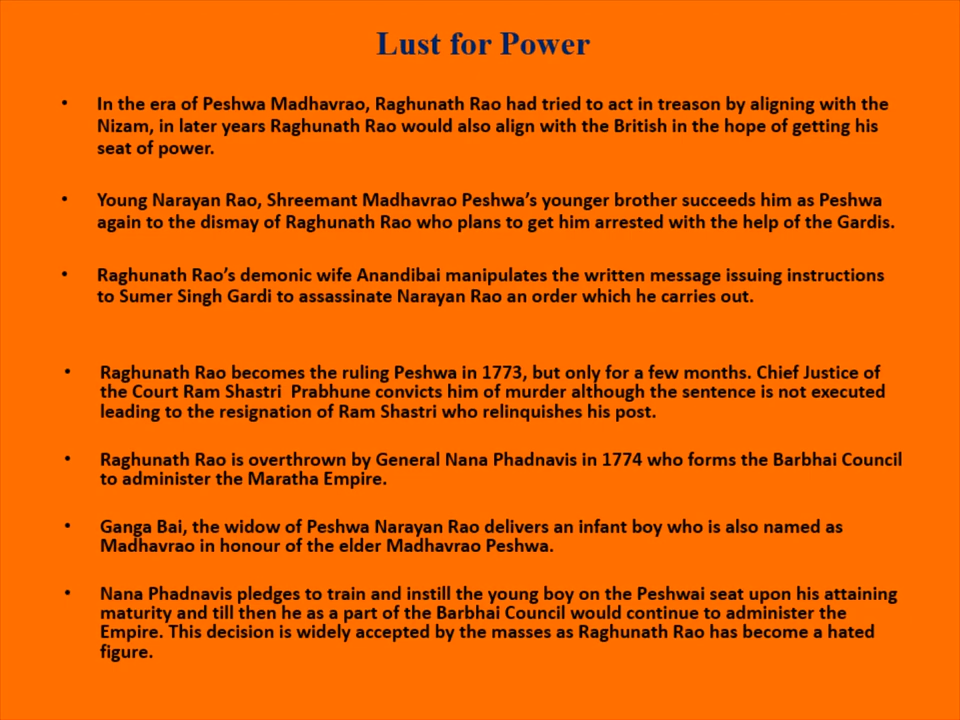 Lust for Power
• In the era of Peshwa Madhavrao, Raghunath Rao had tried to act in treason by aligning with the
Nizam, in later years Raghunath Rao would also align with the British in the hope of getting his
seat of power.
• Young Narayan Rao, Shreemant Madhavrao Peshwa’s younger brother succeeds him as Peshwa
again to the dismay of Raghunath Rao who plans to get him arrested with the help of the Gardis.
• Raghunath Rao’s demonic wife Anandibai manipulates the written message issuing instructions
to Sumer Singh Gardi to assassinate Narayan Rao an order which he carries out.
• Raghunath Rao becomes the ruling Peshwa in 1773, but only for a few months. Chief Justice of
the Court Ram Shastri  Prabhune convicts him of murder although the sentence is not executed
leading to the resignation of Ram Shastri who relinquishes his post.
• Raghunath Rao is overthrown by General Nana Phadnavis in 1774 who forms the Barbhai Council
to administer the Maratha Empire.
• Ganga Bai, the widow of Peshwa Narayan Rao delivers an infant boy who is also named as
Madhavrao in honour of the elder Madhavrao Peshwa.
• Nana Phadnavis pledges to train and instill the young boy on the Peshwai seat upon his attaining
maturity and till then he as a part of the Barbhai Council would continue to administer the
Empire. This decision is widely accepted by the masses as Raghunath Rao has become a hated
figure.